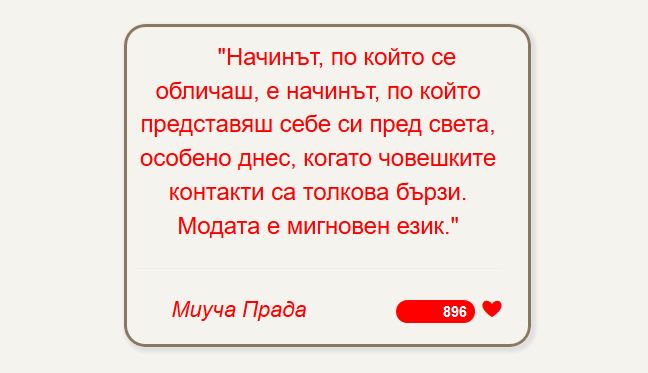 "Начинът, по който се
обличаш, е начинът, по който
представяш себе си пред света,
особено днес, когато човешките
контакти са толкова бързи.
Модата е мигновен език."
Миуча Прада
896